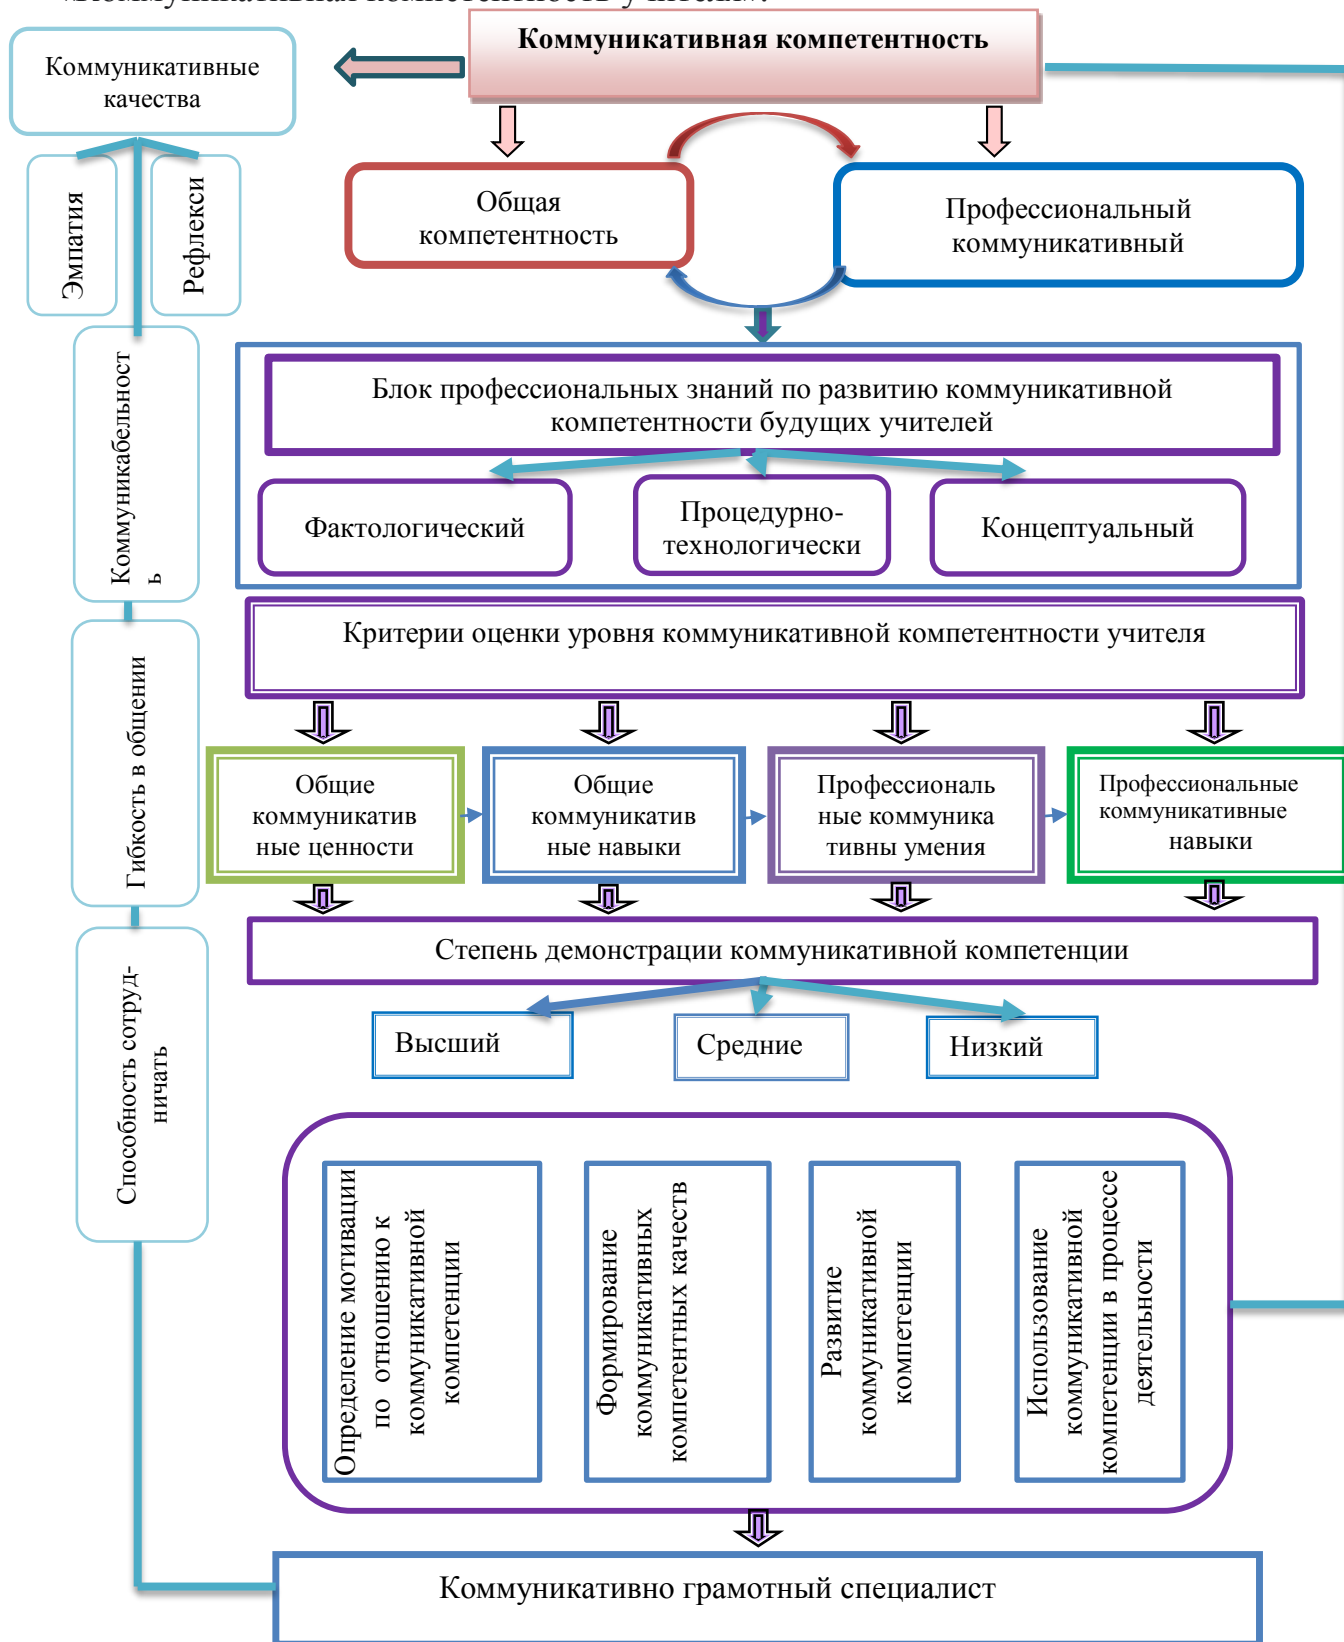 «Коммуникативная компетентность учителя».
Коммуникативная компетентность
Коммуникативные
качества
Эмпатия
Рефлекси
Общая
компетентность
Профессиональный
коммуникативный
Коммуникабельност
ь
Блок профессиональных знаний по развитию коммуникативной
компетентности будущих учителей
Фактологический
Процедурно-
технологически
Концептуальный
Критерии оценки уровня коммуникативной компетентности учителя
Гибкость в общении
Общие
коммуникатив
ные ценности
Общие
коммуникатив
ные навыки
Профессиональ
ные коммуника
тивны умения
Профессиональные
коммуникативные
навыки
Степень демонстрации коммуникативной компетенции
Способность сотруд-
ничать
Высший
Средние
Низкий
Определение мотивации
по отношению к
коммуникативной
компетенции
Формирование
коммуникативных
компетентных качеств
Развитие
коммуникативной
компетенции
Использование
коммуникативной
компетенции в процессе
деятельности
Коммуникативно грамотный специалист